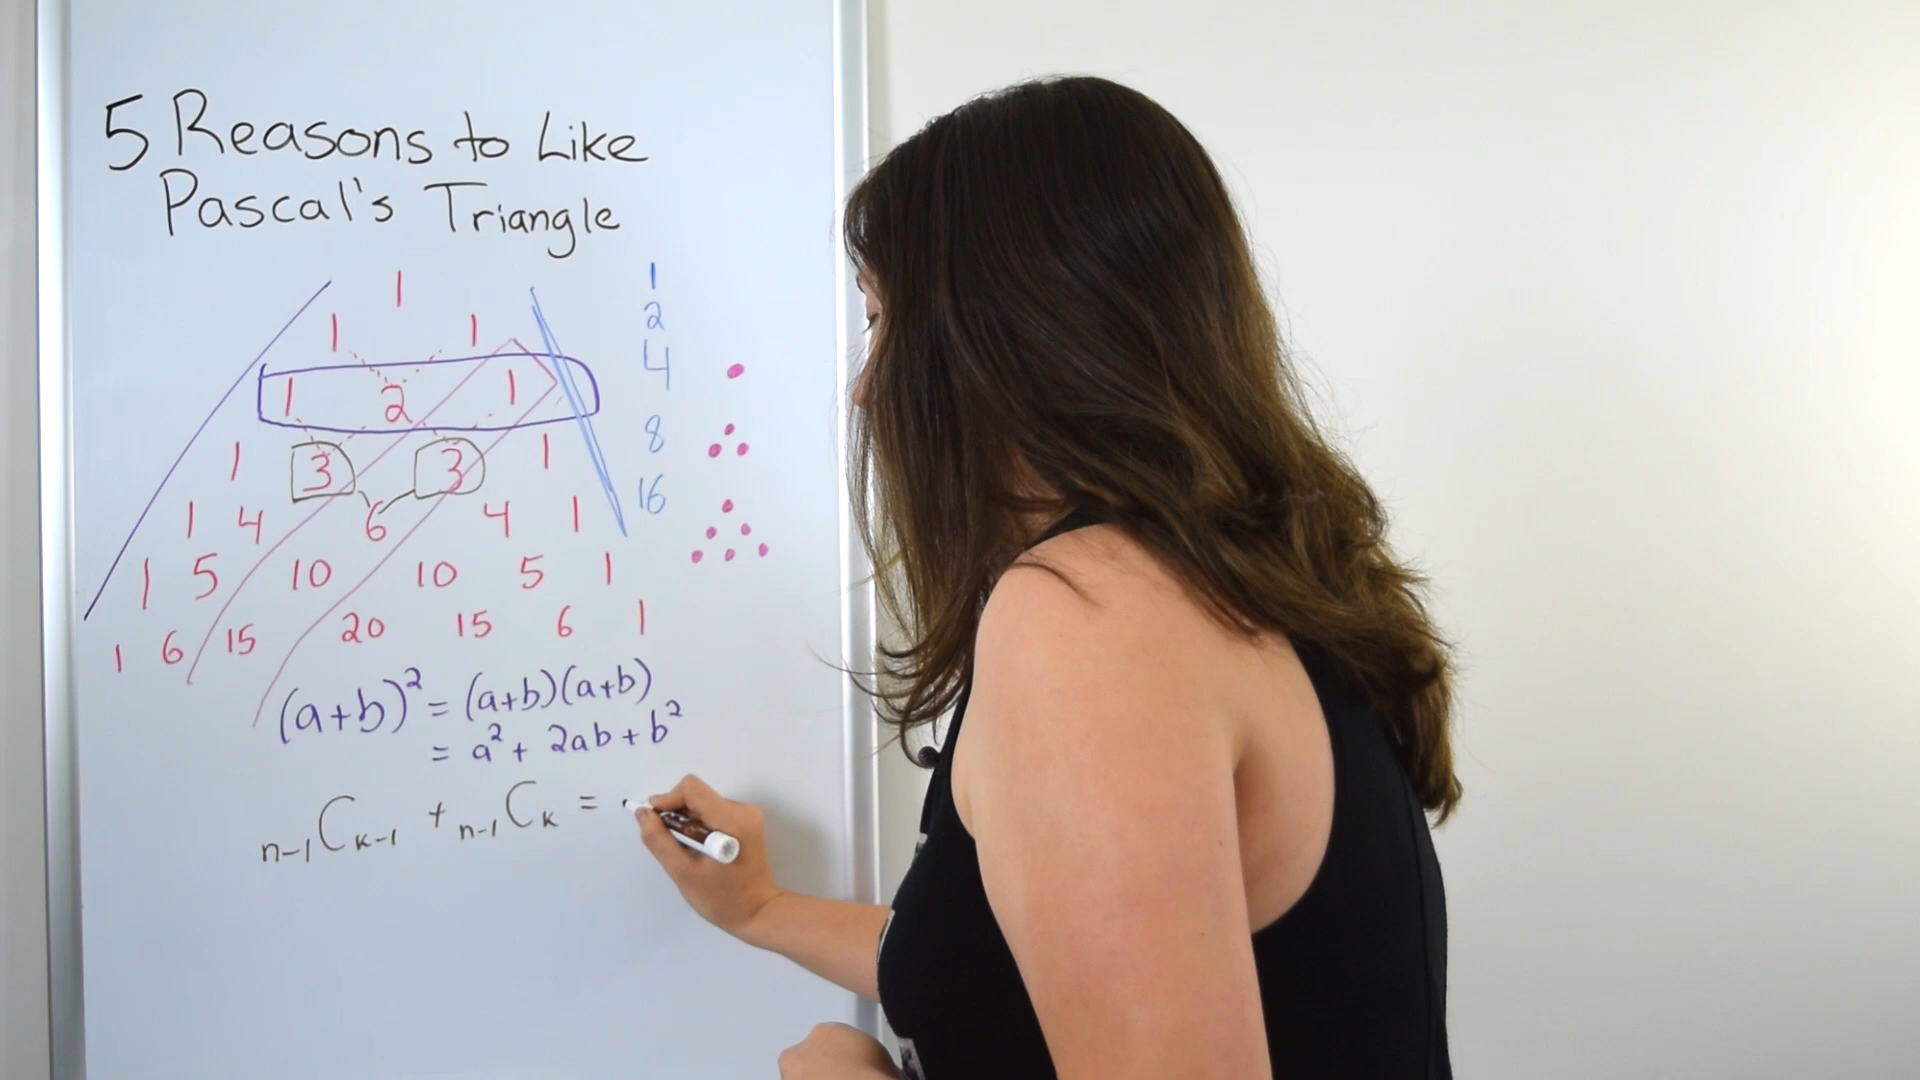 5 Reasons to Like
Pascal's Triangle
1
1 1
1 2 1
1 3 3 1
1 4 6 4 1
1 5 10 10 5 1
1 6 15 20 15 6 1
1
2
4
8
16
(a+b)² = (a+b)(a+b)
= a² + 2ab + b²
n-1Ck-1 + n-1Ck =